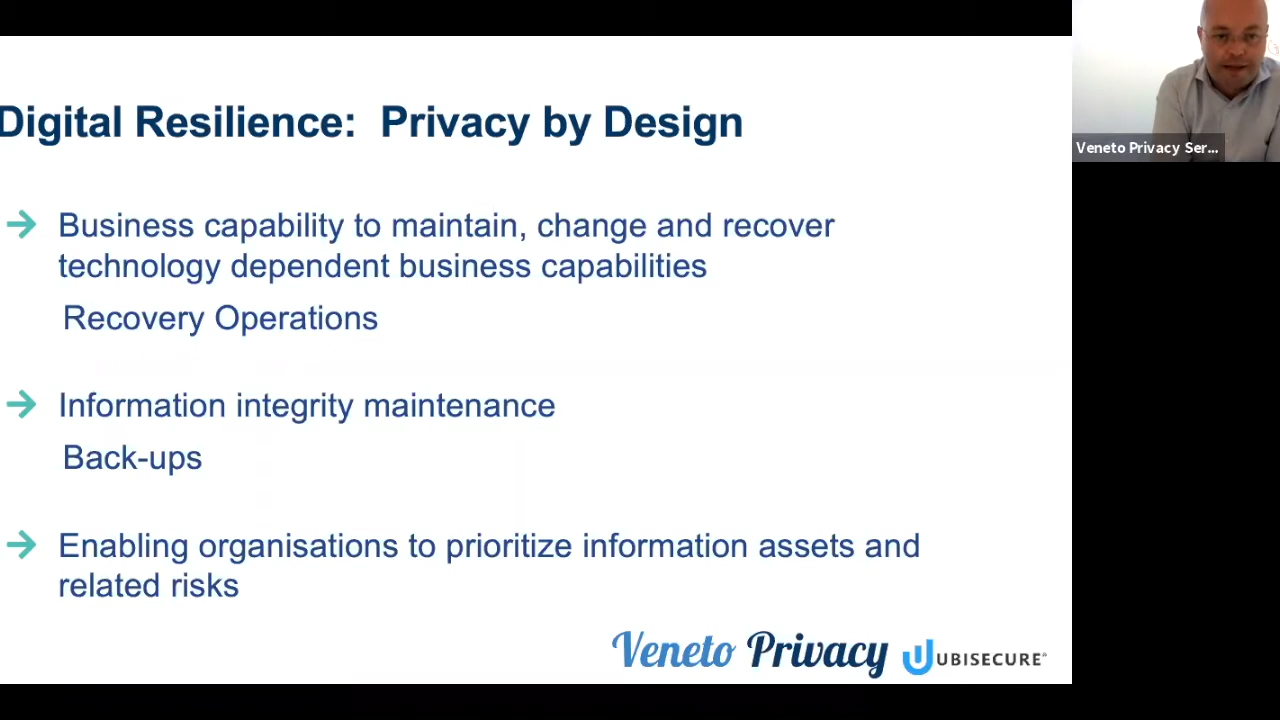 Digital Resilience: Privacy by Design
Veneto Privacy Ser...
Business capability to maintain, change and recover
technology dependent business capabilities
Recovery Operations
Information integrity maintenance
Back-ups
Enabling organisations to prioritize information assets and
related risks
Veneto Privacy
UBISECURE®